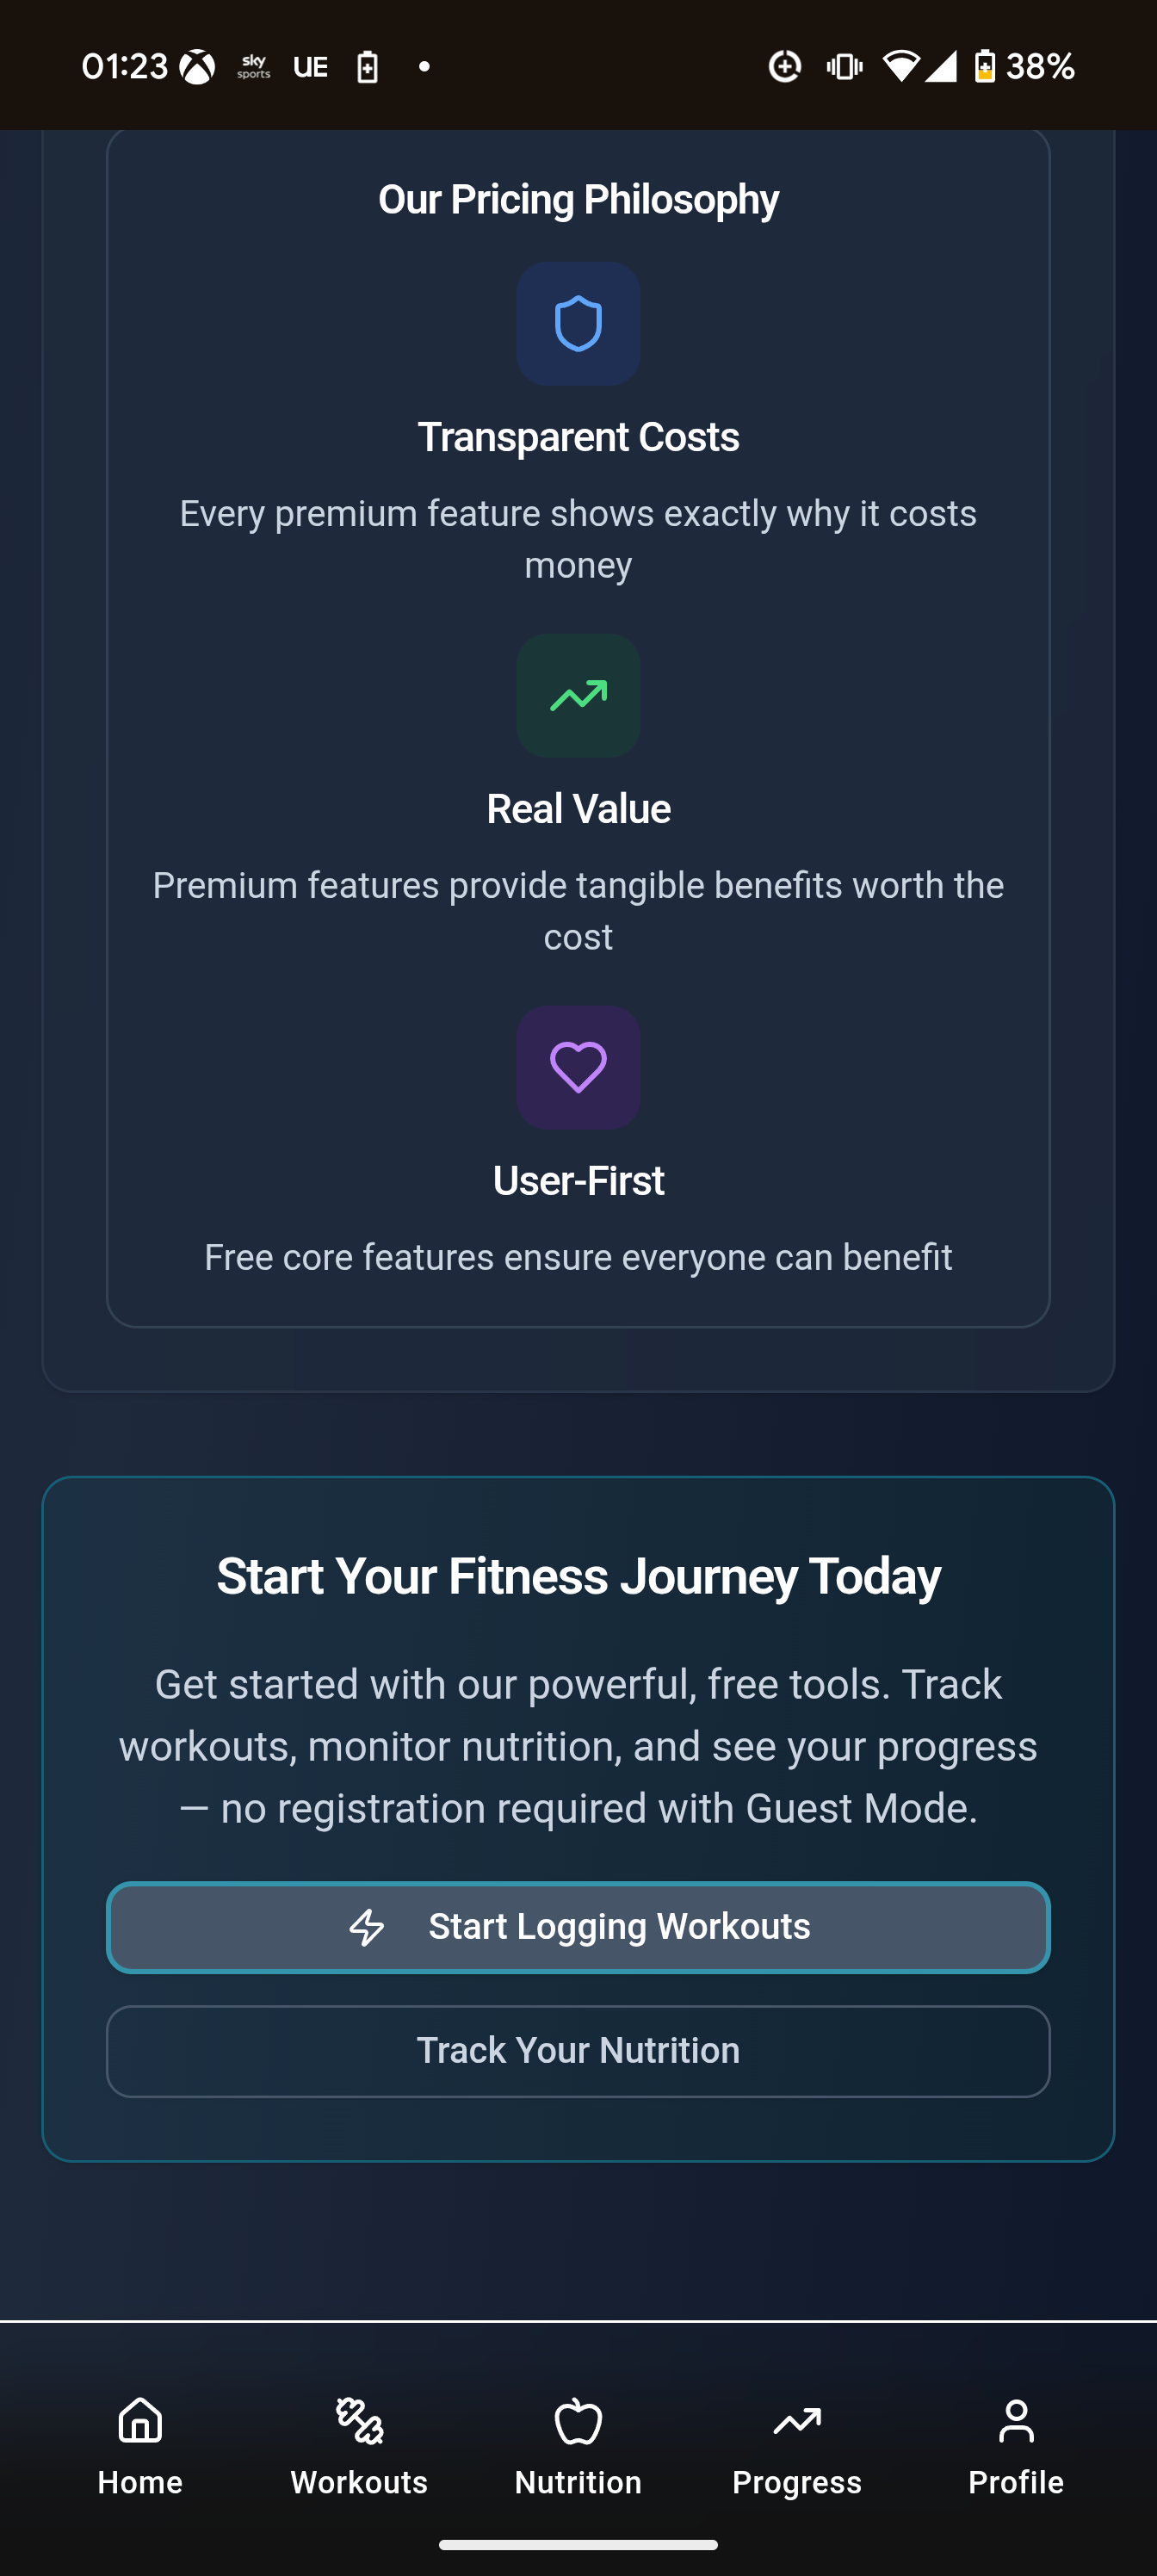 01:23 sky sports UE 38%
Our Pricing Philosophy
Transparent Costs
Every premium feature shows exactly why it costs
money
Real Value
Premium features provide tangible benefits worth the
cost
User-First
Free core features ensure everyone can benefit
Start Your Fitness Journey Today
Get started with our powerful, free tools. Track
workouts, monitor nutrition, and see your progress
— no registration required with Guest Mode.
Start Logging Workouts
Track Your Nutrition
Home Workouts Nutrition Progress Profile